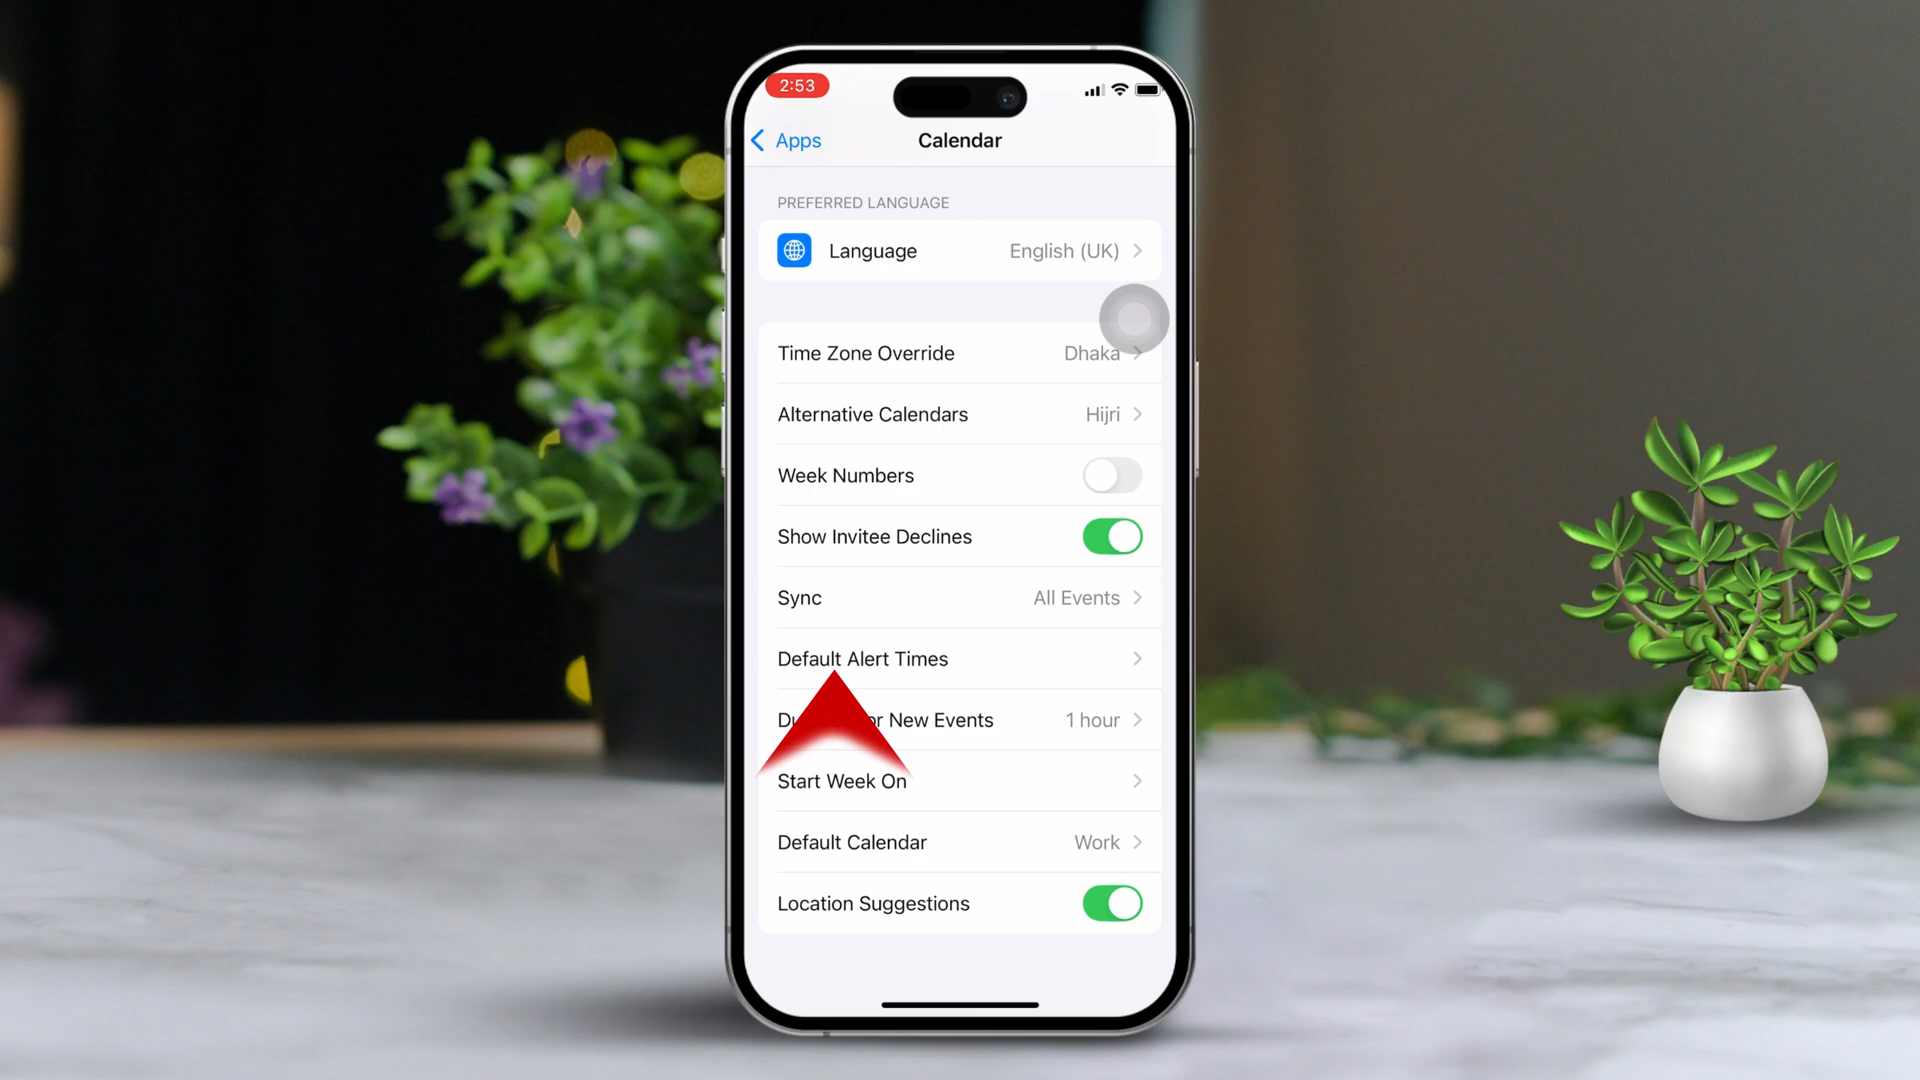 2:53
Apps
Calendar
PREFERRED LANGUAGE
Language English (UK)
Time Zone Override Dhaka
Alternative Calendars Hijri
Week Numbers
Show Invitee Declines
Sync All Events
Default Alert Times
New Events 1 hour
Start Week On
Default Calendar Work
Location Suggestions